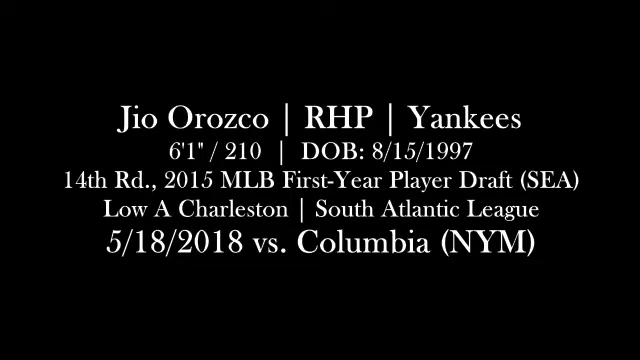 Jio Orozco | RHP | Yankees
6'1" / 210 | DOB: 8/15/1997
14th Rd., 2015 MLB First-Year Player Draft (SEA)
Low A Charleston | South Atlantic League
5/18/2018 vs. Columbia (NYM)